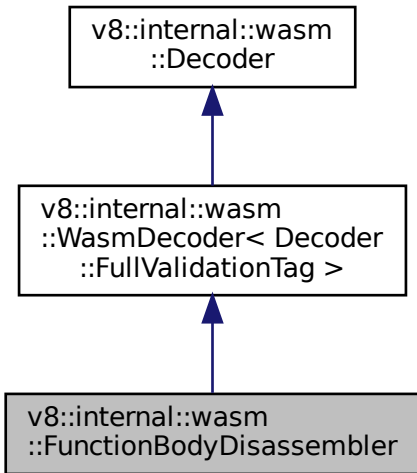 v8::internal::wasm
::Decoder
v8::internal::wasm
::WasmDecoder< Decoder
::FullValidationTag >
v8::internal::wasm
::FunctionBodyDisassembler